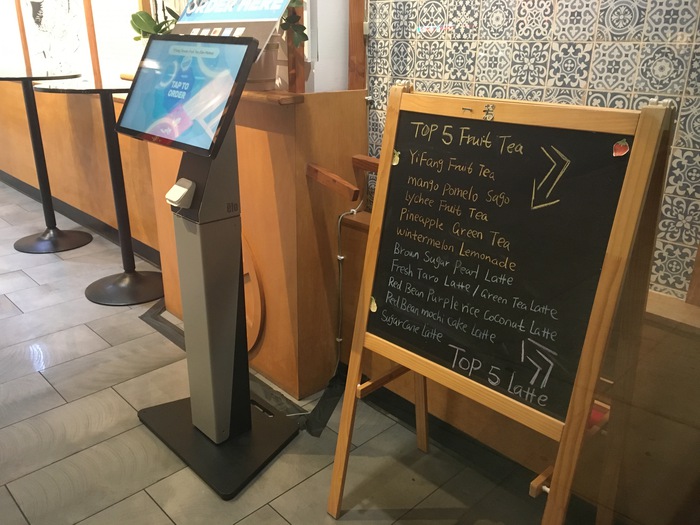 ORDER HERE
TAP TO
ORDER
Elo
TOP 5 Fruit Tea
YiFang Fruit Tea
mango Pomelo Sago
Lychee Fruit Tea
Pineapple Green Tea
wintermelon Lemonade
Brown Sugar Pearl Latte
Fresh Taro Latte / Green Tea Latte
Red Bean Purple rice Coconut Latte
Red Bean mochi cake Latte
Sugarcane latte
TOP 5 Latte